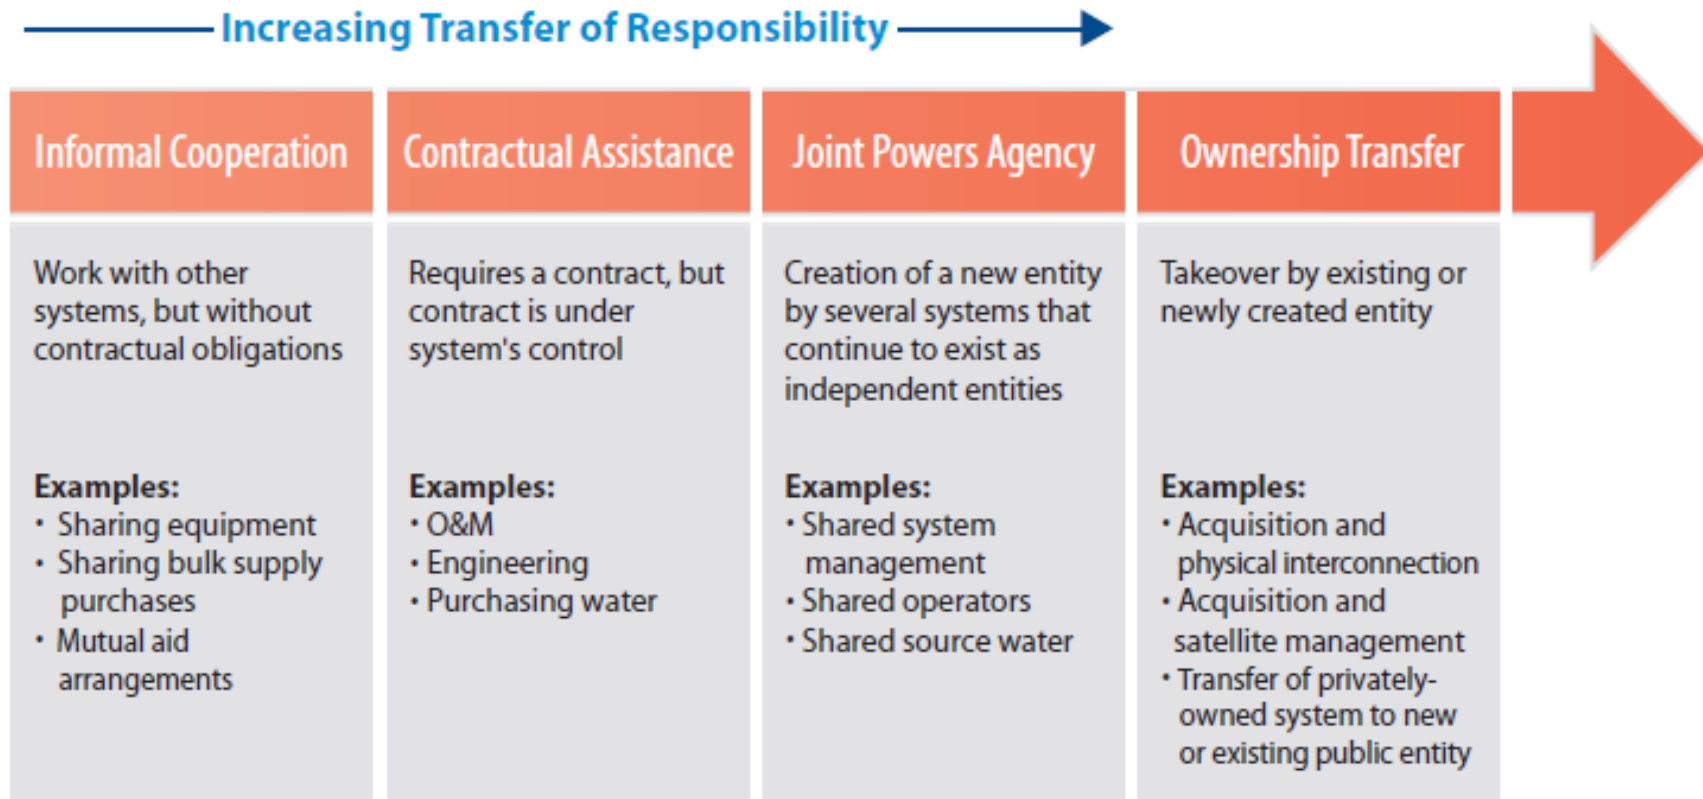 Increasing Transfer of Responsibility
Informal Cooperation
Work with other
systems, but without
contractual obligations
Examples:
• Sharing equipment
• Sharing bulk supply
purchases
• Mutual aid
arrangements
Contractual Assistance
Requires a contract, but
contract is under
system's control
Examples:
• O&M
• Engineering
• Purchasing water
Joint Powers Agency
Creation of a new entity
by several systems that
continue to exist as
independent entities
Examples:
• Shared system
management
• Shared operators
• Shared source water
Ownership Transfer
Takeover by existing or
newly created entity
Examples:
• Acquisition and
physical interconnection
• Acquisition and
satellite management
• Transfer of privately-
owned system to new
or existing public entity